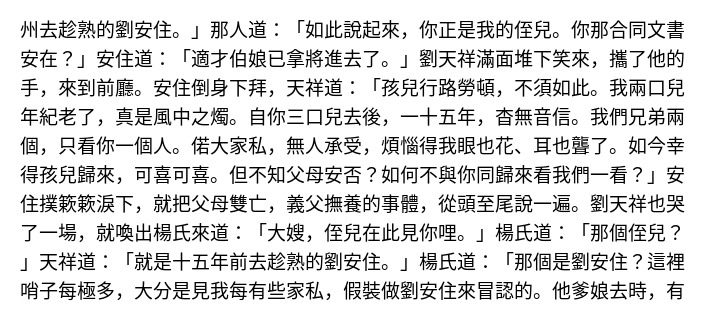 州去趁熟的劉安住。」那人道：「如此說起來，你正是我的侄兒。你那合同文書
安在？」安住道：「適才伯娘已拿將進去了。」劉天祥滿面堆下笑來，攜了他的
手，來到前廳。安住倒身下拜，天祥道：「孩兒行路勞頓，不須如此。我兩口兒
年紀老了，真是風中之燭。自你三口兒去後，一十五年，杳無音信。我們兄弟兩
個，只看你一個人。偌大家私，無人承受，煩惱得我眼也花、耳也聾了。如今幸
得孩兒歸來，可喜可喜。但不知父母安否？如何不與你同歸來看我們一看？」安
住撲簌簌淚下，就把父母雙亡，義父撫養的事體，從頭至尾說一遍。劉天祥也哭
了一場，就喚出楊氏來道：「大嫂，侄兒在此見你哩。」楊氏道：「那個侄兒？
」天祥道：「就是十五年前去趁熟的劉安住。」楊氏道：「那個是劉安住？這裡
哨子每極多，大分是見我每有些家私，假裝做劉安住來冒認的。他爹娘去時，有